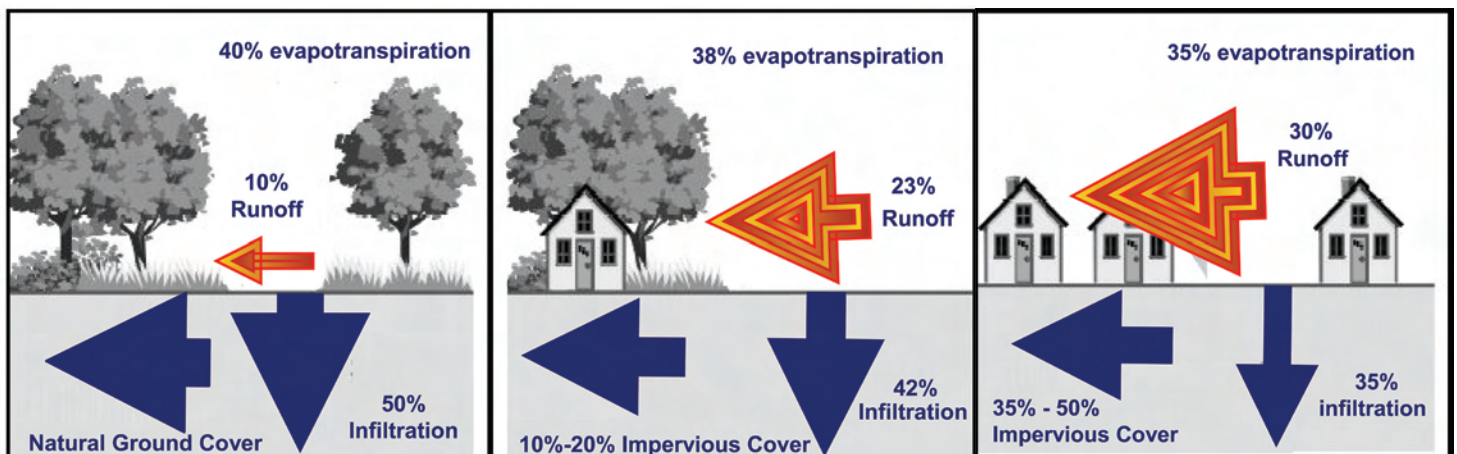 40% evapotranspiration
10%
Runoff
50%
Infiltration
Natural Ground Cover
38% evapotranspiration
23%
Runoff
42%
Infiltration
10%-20% Impervious Cover
35% evapotranspiration
30%
Runoff
35%
infiltration
35% - 50%
Impervious Cover